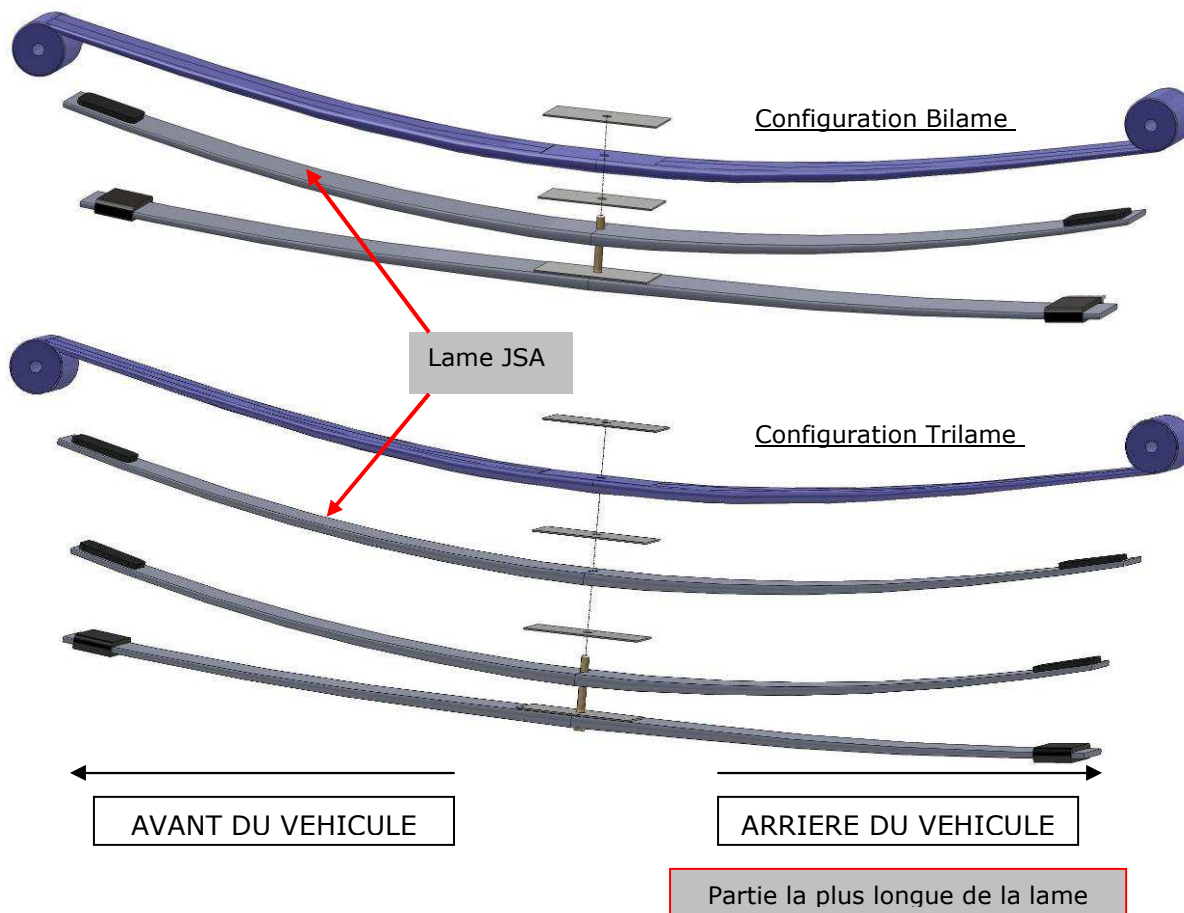 Configuration Bilame
Lame JSA
Configuration Trilame
AVANT DU VEHICULE
ARRIERE DU VEHICULE
Partie la plus longue de la lame